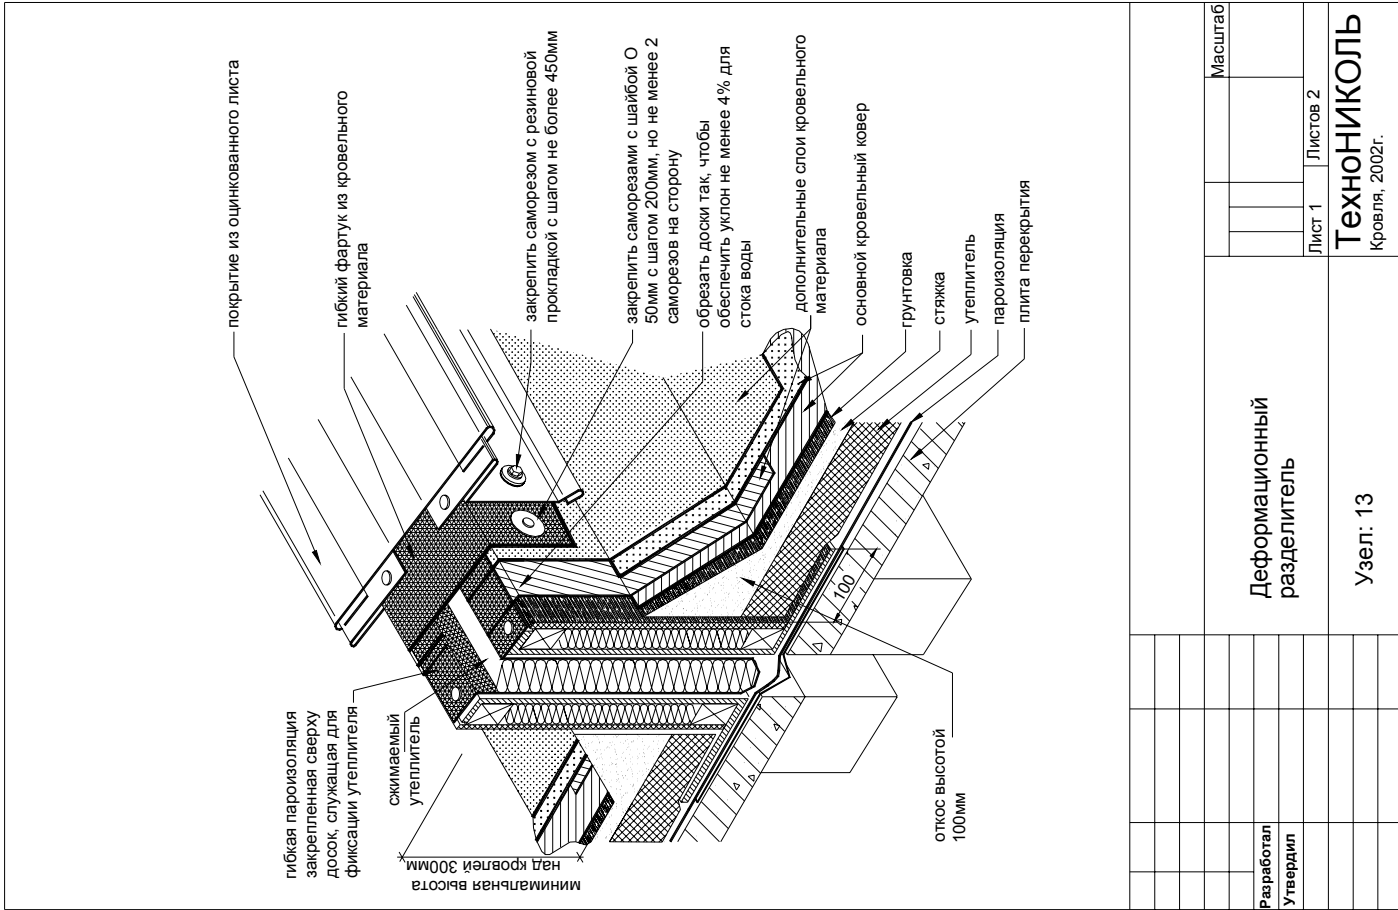 покрытие из оцинкованного листа
гибкий фартук из кровельного
материала
закрепить саморезом с резиновой
прокладкой с шагом не более 450мм
закрепить саморезами с шайбой О
50мм с шагом 200мм, но не менее 2
саморезов на сторону
обрезать доски так, чтобы
обеспечить уклон не менее 4% для
стока воды
дополнительные слои кровельного
материала
основной кровельный ковер
грунтовка
стяжка
утеплитель
пароизоляция
плита перекрытия
гибкая пароизоляция
закрепленная сверху
досок, служащая для
фиксации утеплителя
сжимаемый
утеплитель
минимальная высота
над кровлей 300мм
откос высотой
100мм
100
Разработал
Утвердил
Деформационный
разделитель
Узел: 13
Масштаб
Лист 1
Листов 2
ТехноНИКОЛЬ
Кровля, 2002г.